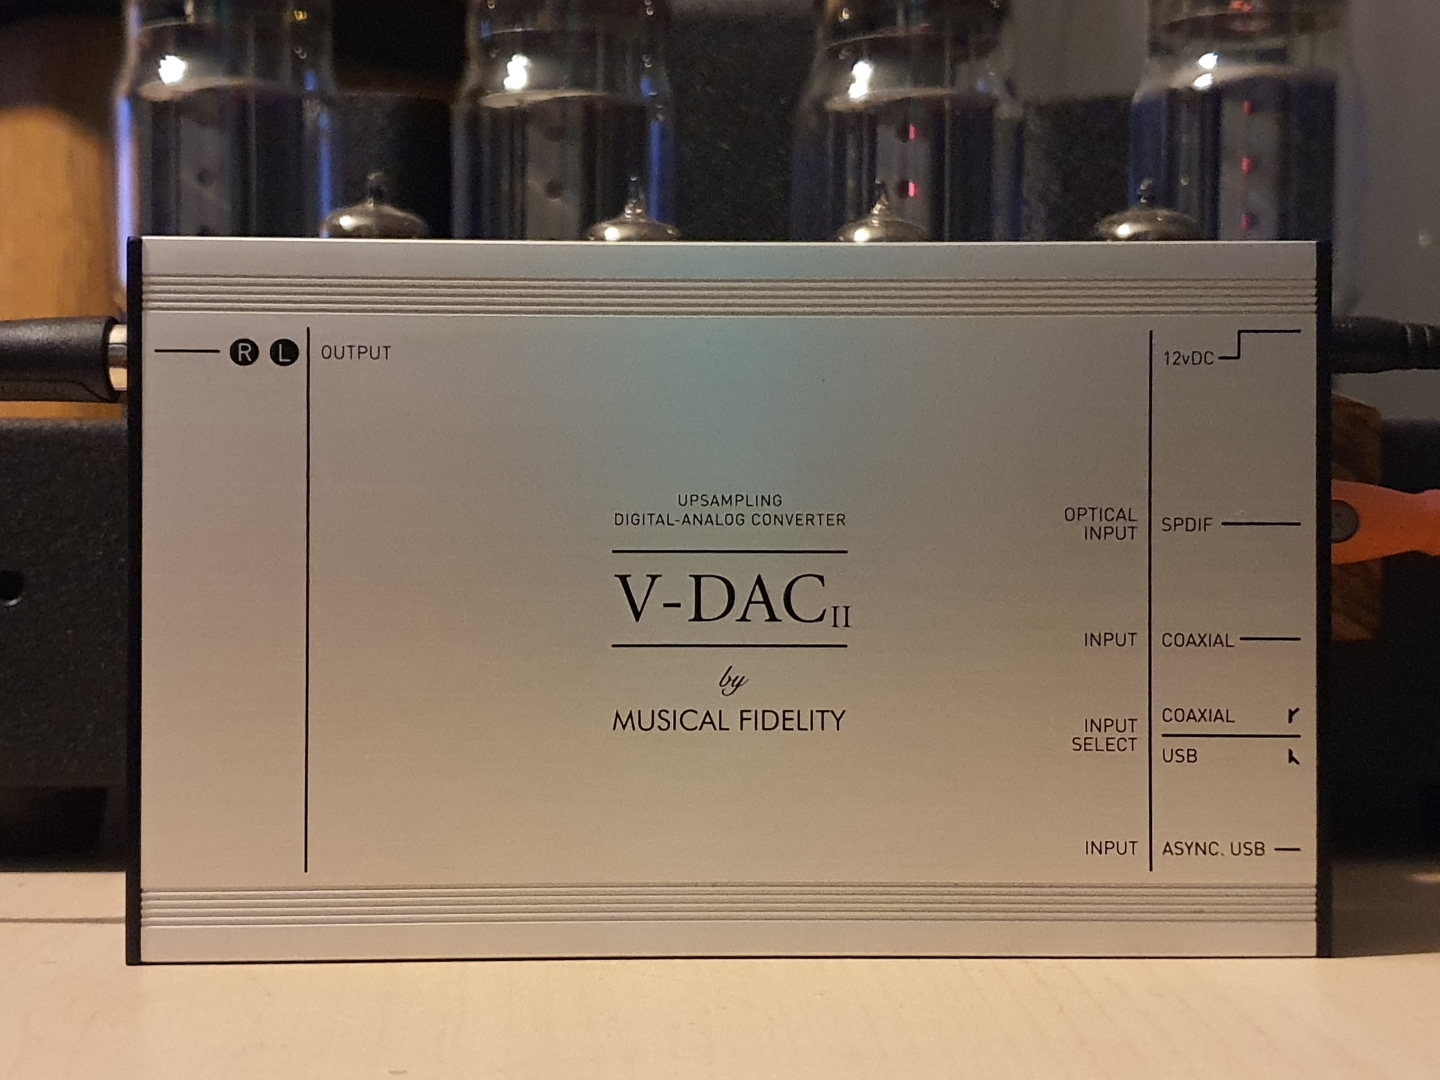 R L OUTPUT
12vDC
UPSAMPLING
DIGITAL-ANALOG CONVERTER
V-DACII
by
MUSICAL FIDELITY
OPTICAL
INPUT
SPDIF
INPUT COAXIAL
INPUT
SELECT
COAXIAL
USB
INPUT ASYNC. USB